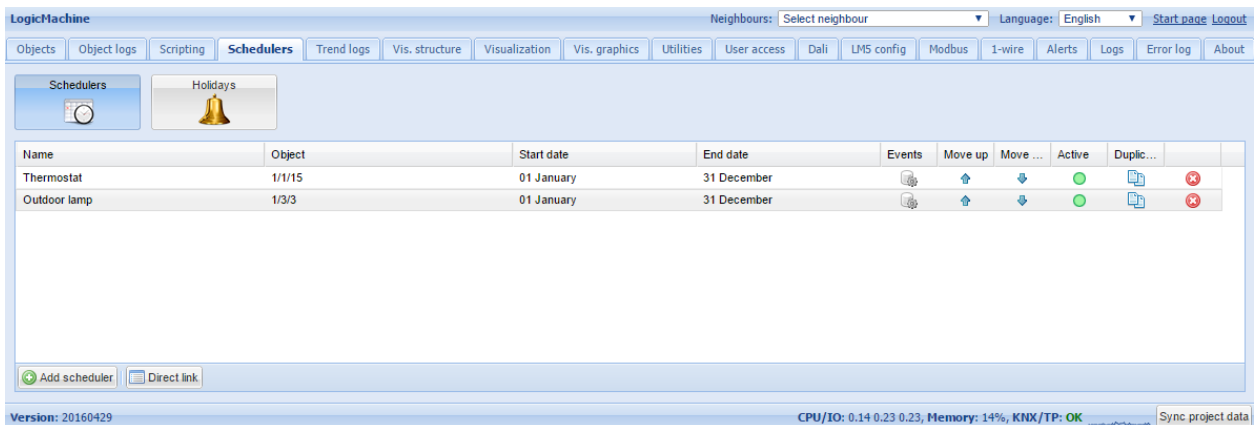 LogicMachine Neighbours: Select neighbour Language: English Start page Logout
Objects Object logs Scripting Schedulers Trend logs Vis. structure Visualization Vis. graphics Utilities User access Dali LM5 config Modbus 1-wire Alerts Logs Error log About
Schedulers Holidays
Name Object Start date End date Events Move up Move ... Active Duplic...
Thermostat 1/1/15 01 January 31 December
Outdoor lamp 1/3/3 01 January 31 December
Add scheduler Direct link
Version: 20160429 CPU/IO: 0.14 0.23 0.23, Memory: 14%, KNX/TP: OK Sync project data